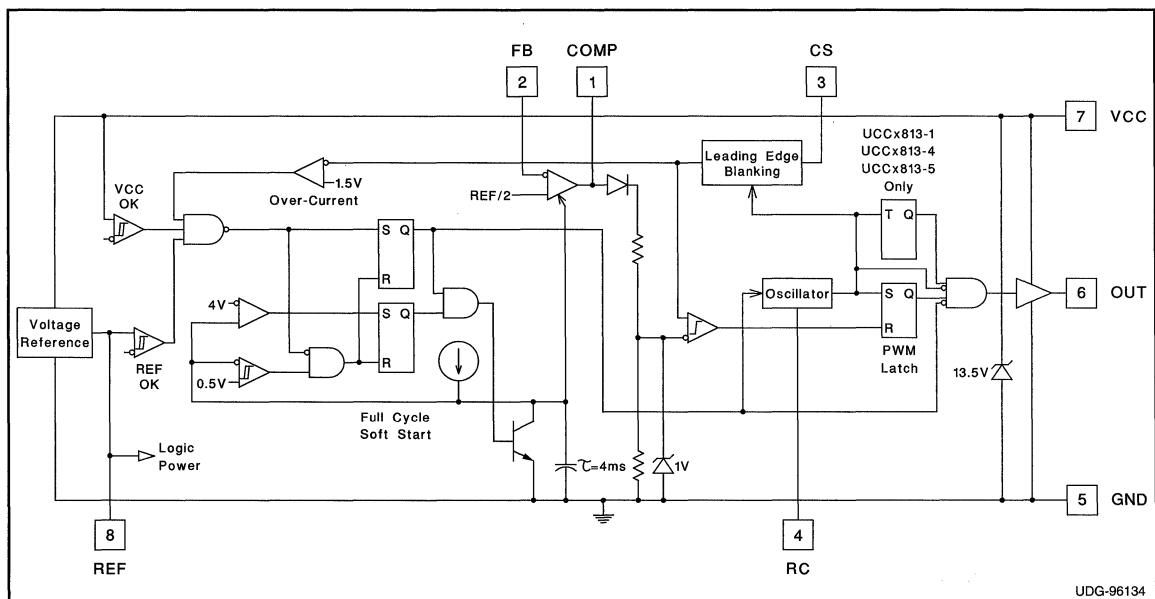 FB
COMP
CS
2
1
3
7 VCC
UCCx813-1
UCCx813-4
UCCx813-5
Only
Leading Edge
Blanking
1.5V
Over-Current
REF/2
VCC
OK
T Q
S Q
R
Oscillator
S Q
R
PWM
Latch
6 OUT
4V
S Q
R
Voltage
Reference
REF
OK
0.5V
13.5V
Full Cycle
Soft Start
Logic
Power
τ=4ms
1V
5 GND
8
REF
4
RC
UDG-96134